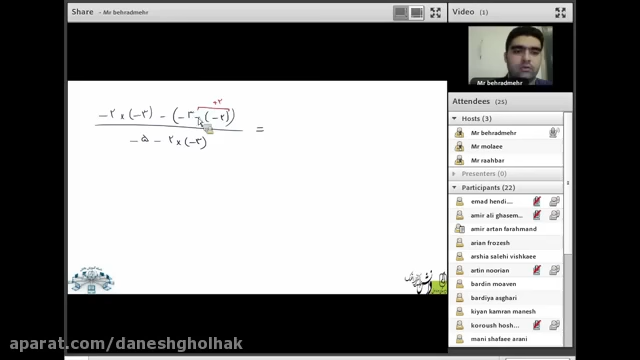 Share - Mr behradmehr
Video (1)
Mr behradmehr
Attendees (25)
Hosts (3)
Mr behradmehr
Mr molaee
Mr raahbar
Presenters (0)
Participants (22)
emad hendi...
amir ali ghasem...
amir artan farahmand
arian frozesh
arshia salehi vishkaee
artin noorian
bardin moaven
bardiya asghari
kiyan kamran manesh
koroush hosh...
mani shafaee arani
+۲
−۲ × (−۳) − (−۳ − (−۲))
=
−۵ − ۲ × (−۳)
aparat.com/daneshgholhak